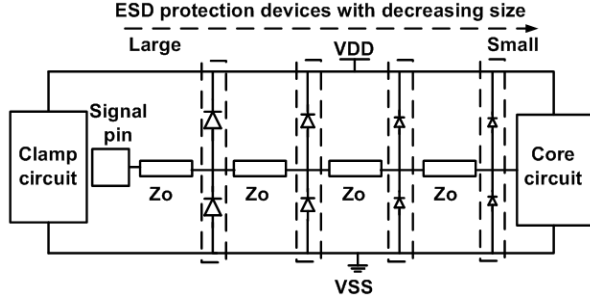 ESD protection devices with decreasing size
Large
VDD
Small
Signal
pin
Clamp
circuit
Zo
Zo
Zo
Zo
Core
circuit
VSS